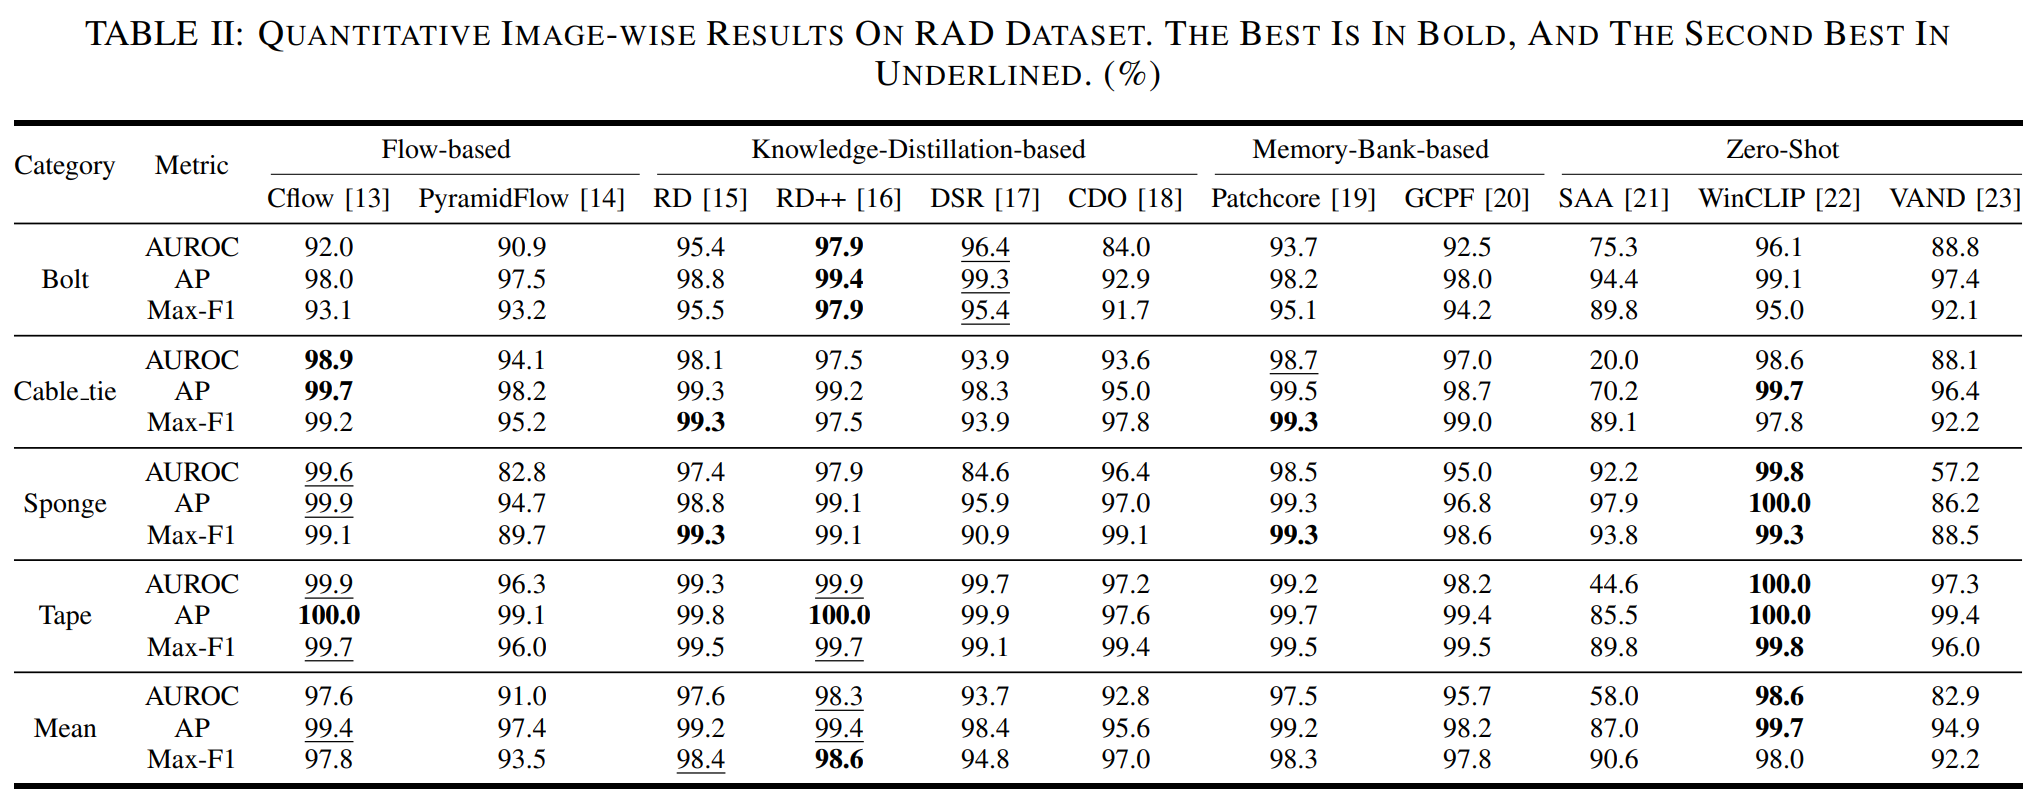 TABLE II: QUANTITATIVE IMAGE-WISE RESULTS ON RAD DATASET. THE BEST IS IN BOLD, AND THE SECOND BEST IN
UNDERLINED. (%)
Category Metric Flow-based Knowledge-Distillation-based Memory-Bank-based Zero-Shot
Cflow [13] PyramidFlow [14] RD [15] RD++ [16] DSR [17] CDO [18] Patchcore [19] GCPF [20] SAA [21] WinCLIP [22] VAND [23]
AUROC 92.0 90.9 95.4 97.9 96.4 84.0 93.7 92.5 75.3 96.1 88.8
Bolt AP 98.0 97.5 98.8 99.4 99.3 92.9 98.2 98.0 94.4 99.1 97.4
Max-F1 93.1 93.2 95.5 97.9 95.4 91.7 95.1 94.2 89.8 95.0 92.1
AUROC 98.9 94.1 98.1 97.5 93.9 93.6 98.7 97.0 20.0 98.6 88.1
Cable_tie AP 99.7 98.2 99.3 99.2 98.3 95.0 99.5 98.7 70.2 99.7 96.4
Max-F1 99.2 95.2 99.3 97.5 93.9 97.8 99.3 99.0 89.1 97.8 92.2
AUROC 99.6 82.8 97.4 97.9 84.6 96.4 98.5 95.0 92.2 99.8 57.2
Sponge AP 99.9 94.7 98.8 99.1 95.9 97.0 99.3 96.8 97.9 100.0 86.2
Max-F1 99.1 89.7 99.3 99.1 90.9 99.1 99.3 98.6 93.8 99.3 88.5
AUROC 99.9 96.3 99.3 99.9 99.7 97.2 99.2 98.2 44.6 100.0 97.3
Tape AP 100.0 99.1 99.8 100.0 99.9 97.6 99.7 99.4 85.5 100.0 99.4
Max-F1 99.7 96.0 99.5 99.7 99.1 99.4 99.5 99.5 89.8 99.8 96.0
AUROC 97.6 91.0 97.6 98.3 93.7 92.8 97.5 95.7 58.0 98.6 82.9
Mean AP 99.4 97.4 99.2 99.4 98.4 95.6 99.2 98.2 87.0 99.7 94.9
Max-F1 97.8 93.5 98.4 98.6 94.8 97.0 98.3 97.8 90.6 98.0 92.2